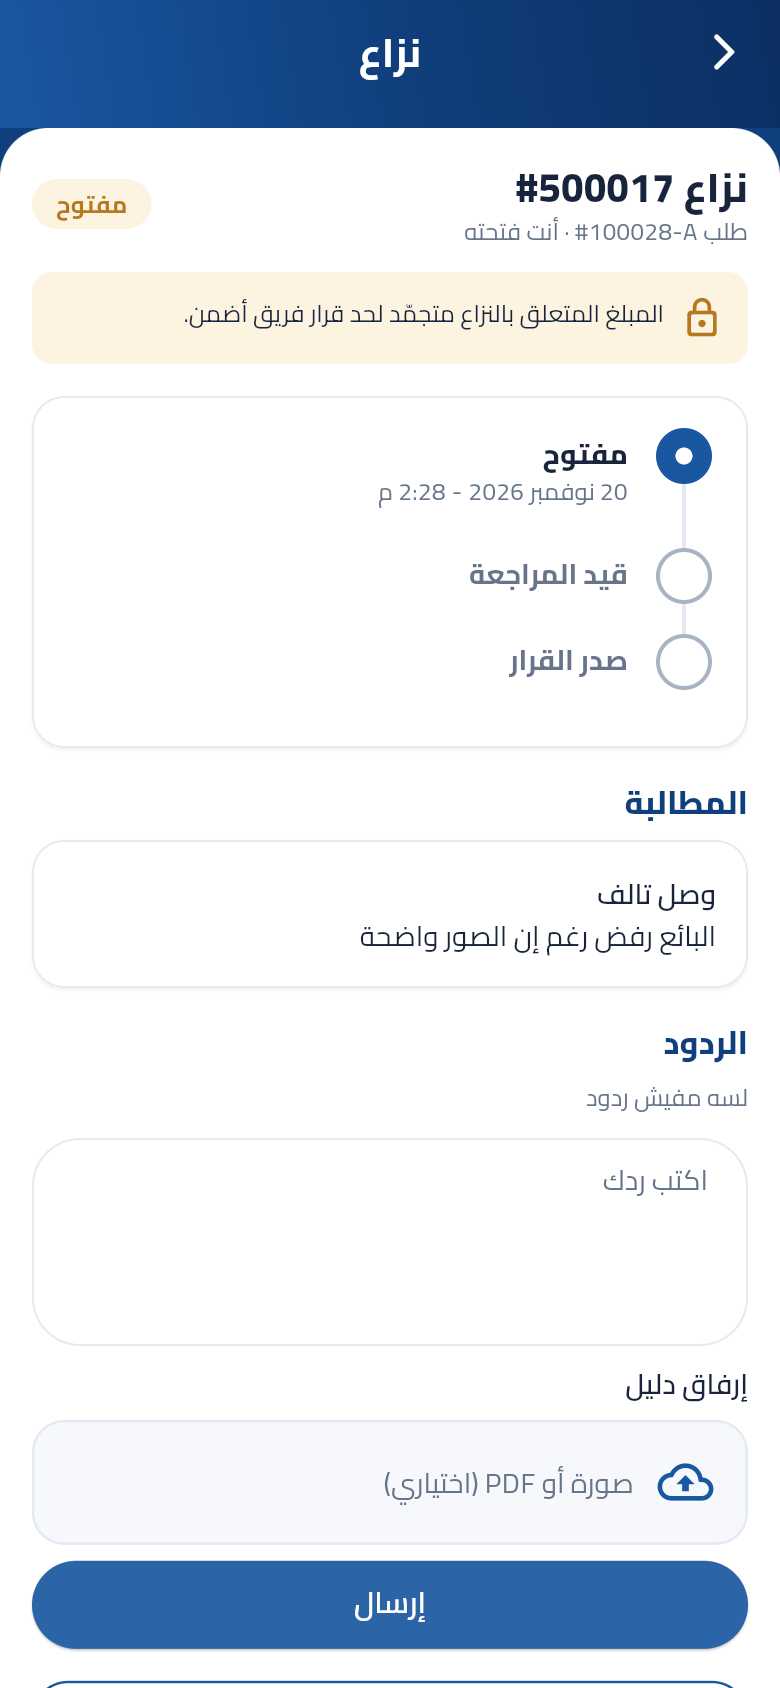 نزاع
نزاع 500017#
مفتوح
طلب A-100028# · أنت فتحته
المبلغ المتعلق بالنزاع متجمّد لحد قرار فريق أضمن.
مفتوح
20 نوفمبر 2026 - 2:28 م
قيد المراجعة
صدر القرار
المطالبة
وصل تالف
البائع رفض رغم إن الصور واضحة
الردود
لسه مفيش ردود
اكتب ردك
إرفاق دليل
صورة أو PDF (اختياري)
إرسال